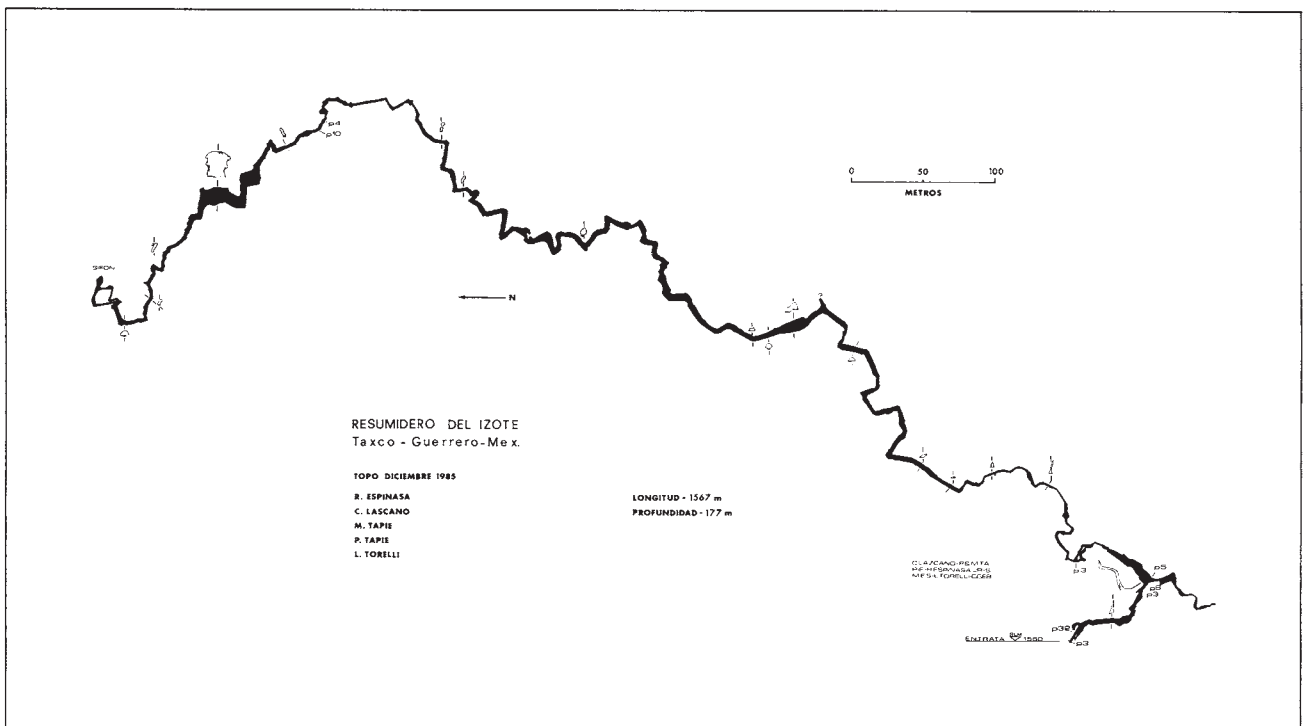 p4
p10
0 50 100
METROS
SIFON
N
?
RESUMIDERO DEL IZOTE
Taxco - Guerrero-Mex.
TOPO DICIEMBRE 1985
R. ESPINASA
C. LASCANO
M. TAPIE
P. TAPIE
L. TORELLI
LONGITUD - 1567 m
PROFUNDIDAD - 177 m
p3
p5
p3
p32
ENTRATA
p3